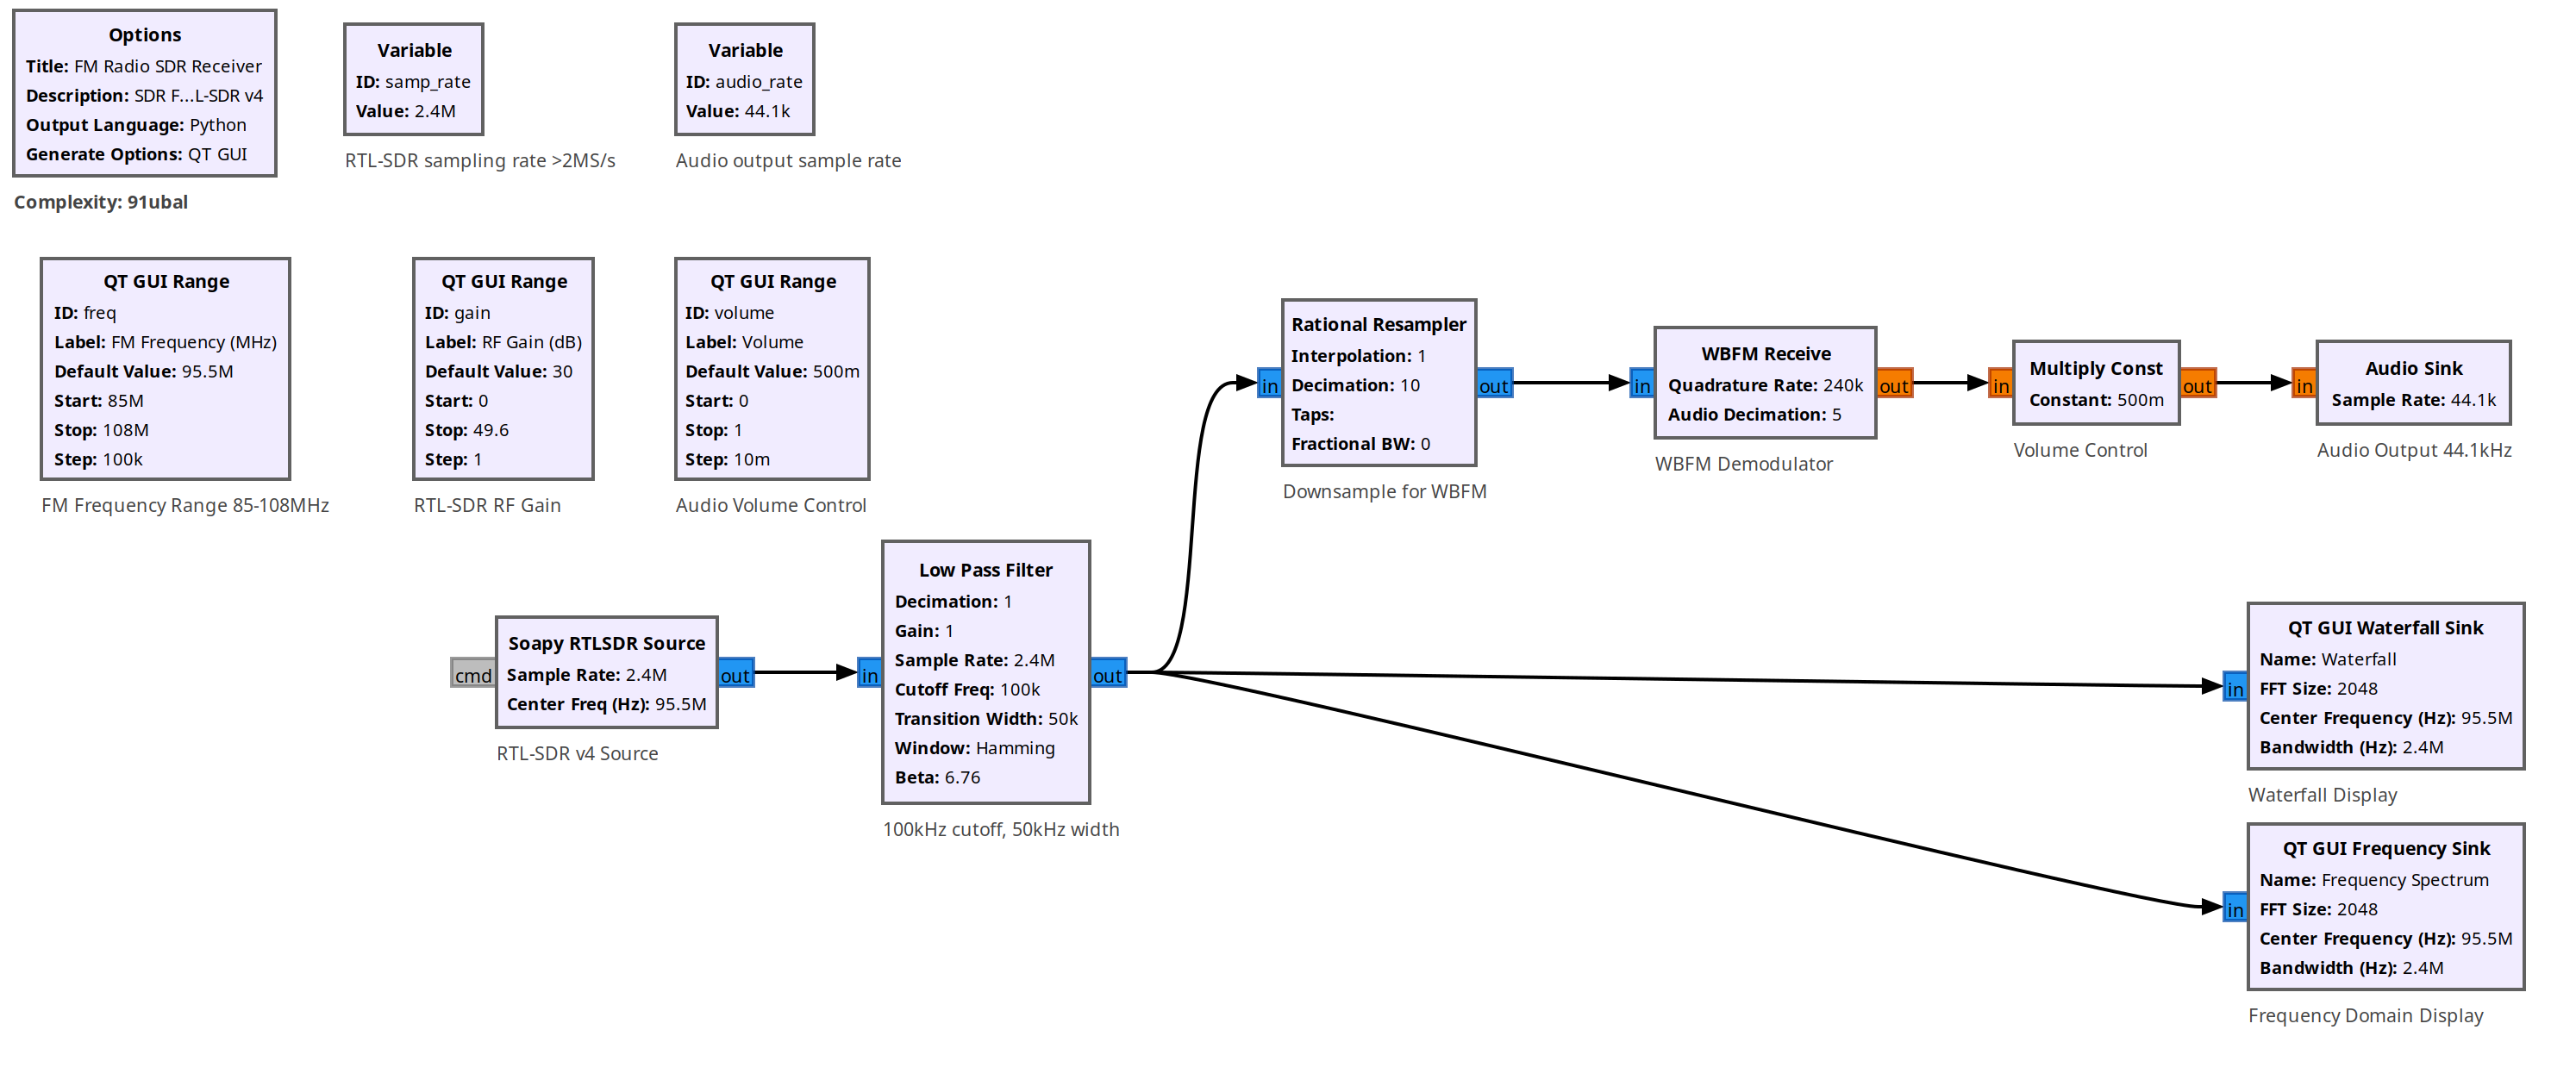 Options
Title: FM Radio SDR Receiver
Description: SDR F...L-SDR v4
Output Language: Python
Generate Options: QT GUI
Complexity: 91ubal
Variable
ID: samp_rate
Value: 2.4M
RTL-SDR sampling rate >2MS/s
Variable
ID: audio_rate
Value: 44.1k
Audio output sample rate
QT GUI Range
ID: freq
Label: FM Frequency (MHz)
Default Value: 95.5M
Start: 85M
Stop: 108M
Step: 100k
FM Frequency Range 85-108MHz
QT GUI Range
ID: gain
Label: RF Gain (dB)
Default Value: 30
Start: 0
Stop: 49.6
Step: 1
RTL-SDR RF Gain
QT GUI Range
ID: volume
Label: Volume
Default Value: 500m
Start: 0
Stop: 1
Step: 10m
Audio Volume Control
in
Rational Resampler
Interpolation: 1
Decimation: 10
Taps:
Fractional BW: 0
out
Downsample for WBFM
in
WBFM Receive
Quadrature Rate: 240k
Audio Decimation: 5
out
WBFM Demodulator
in
Multiply Const
Constant: 500m
out
Volume Control
in
Audio Sink
Sample Rate: 44.1k
Audio Output 44.1kHz
cmd
Soapy RTLSDR Source
Sample Rate: 2.4M
Center Freq (Hz): 95.5M
out
RTL-SDR v4 Source
in
Low Pass Filter
Decimation: 1
Gain: 1
Sample Rate: 2.4M
Cutoff Freq: 100k
Transition Width: 50k
Window: Hamming
Beta: 6.76
out
100kHz cutoff, 50kHz width
in
QT GUI Waterfall Sink
Name: Waterfall
FFT Size: 2048
Center Frequency (Hz): 95.5M
Bandwidth (Hz): 2.4M
Waterfall Display
in
QT GUI Frequency Sink
Name: Frequency Spectrum
FFT Size: 2048
Center Frequency (Hz): 95.5M
Bandwidth (Hz): 2.4M
Frequency Domain Display